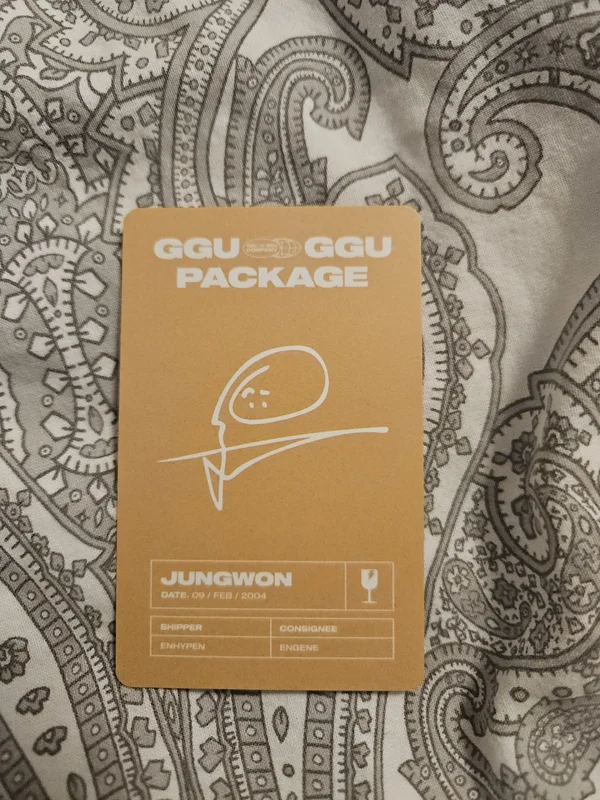 GGU GGU
PACKAGE
JUNGWON
DATE. 09 / FEB / 2004
SHIPPER CONSIGNEE
ENHYPEN ENGENE